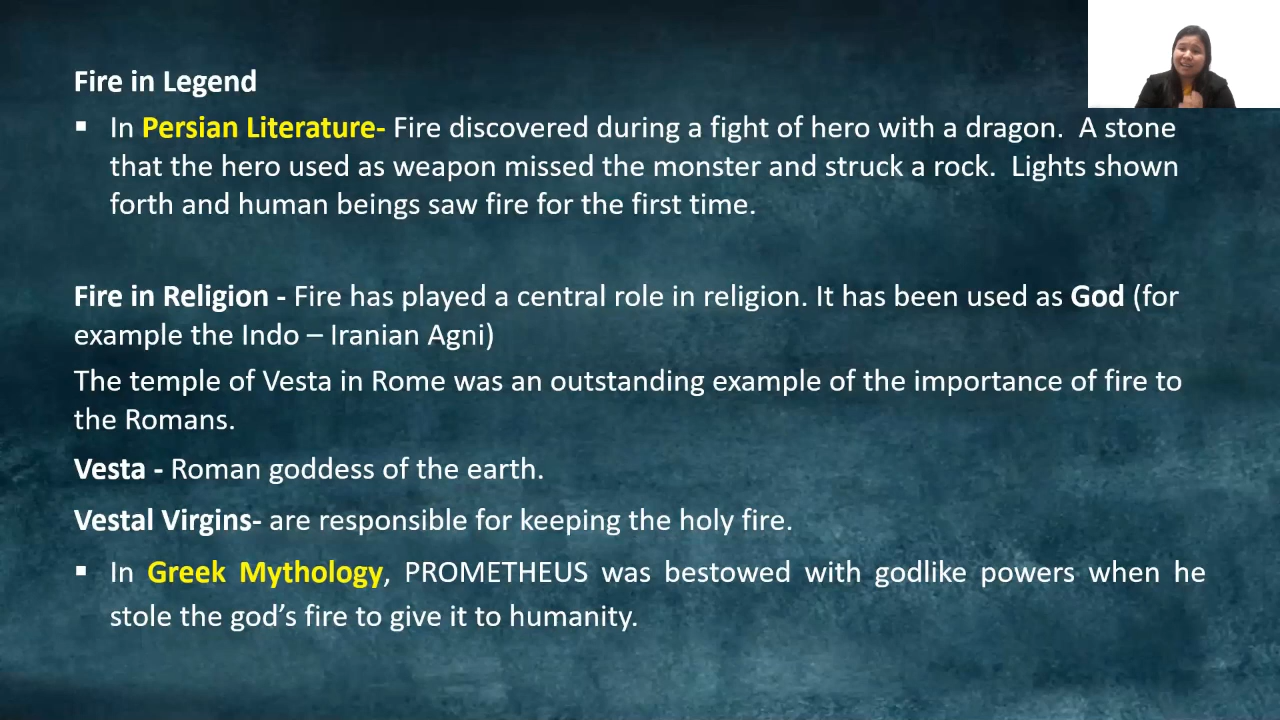 Fire in Legend
▪ In Persian Literature- Fire discovered during a fight of hero with a dragon. A stone
that the hero used as weapon missed the monster and struck a rock. Lights shown
forth and human beings saw fire for the first time.
Fire in Religion - Fire has played a central role in religion. It has been used as God (for
example the Indo – Iranian Agni)
The temple of Vesta in Rome was an outstanding example of the importance of fire to
the Romans.
Vesta - Roman goddess of the earth.
Vestal Virgins- are responsible for keeping the holy fire.
▪ In Greek Mythology, PROMETHEUS was bestowed with godlike powers when he
stole the god’s fire to give it to humanity.